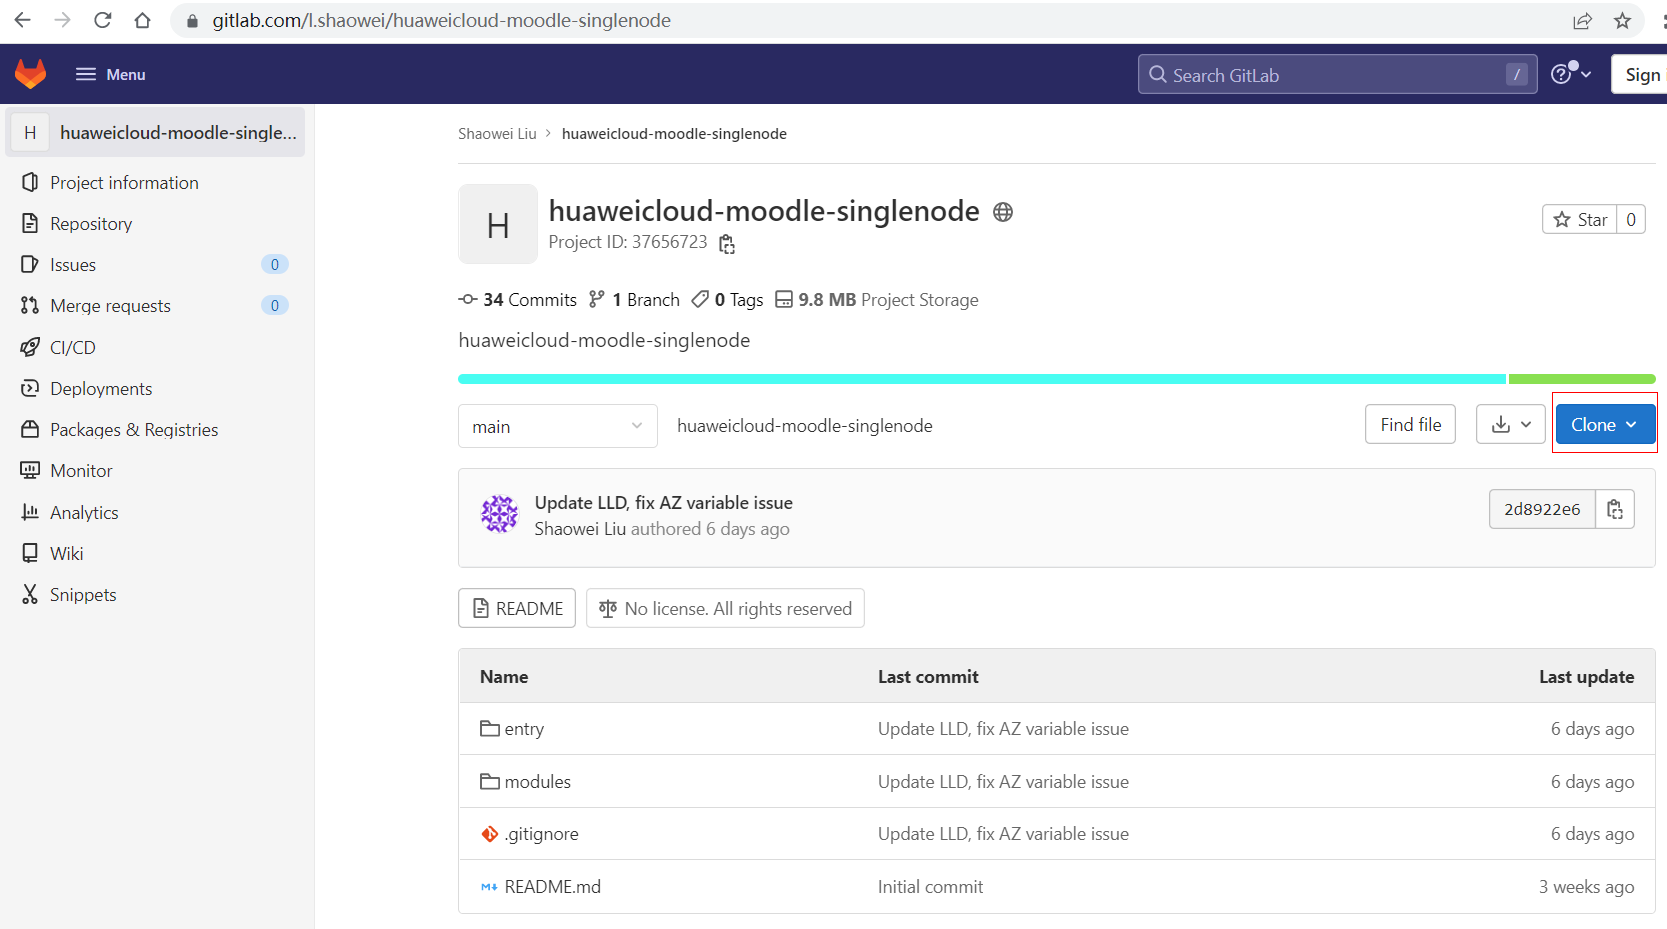 gitlab.com/l.shaowei/huaweicloud-moodle-singlenode
Menu
Search GitLab
/
Sign
H
huaweicloud-moodle-single...
Project information
Repository
Issues 0
Merge requests 0
CI/CD
Deployments
Packages & Registries
Monitor
Analytics
Wiki
Snippets
Shaowei Liu > huaweicloud-moodle-singlenode
H
huaweicloud-moodle-singlenode
Project ID: 37656723
Star 0
34 Commits 1 Branch 0 Tags 9.8 MB Project Storage
huaweicloud-moodle-singlenode
main
huaweicloud-moodle-singlenode
Find file
Clone
Update LLD, fix AZ variable issue
Shaowei Liu authored 6 days ago
2d8922e6
README
No license. All rights reserved
Name Last commit Last update
entry Update LLD, fix AZ variable issue 6 days ago
modules Update LLD, fix AZ variable issue 6 days ago
.gitignore Update LLD, fix AZ variable issue 6 days ago
README.md Initial commit 3 weeks ago